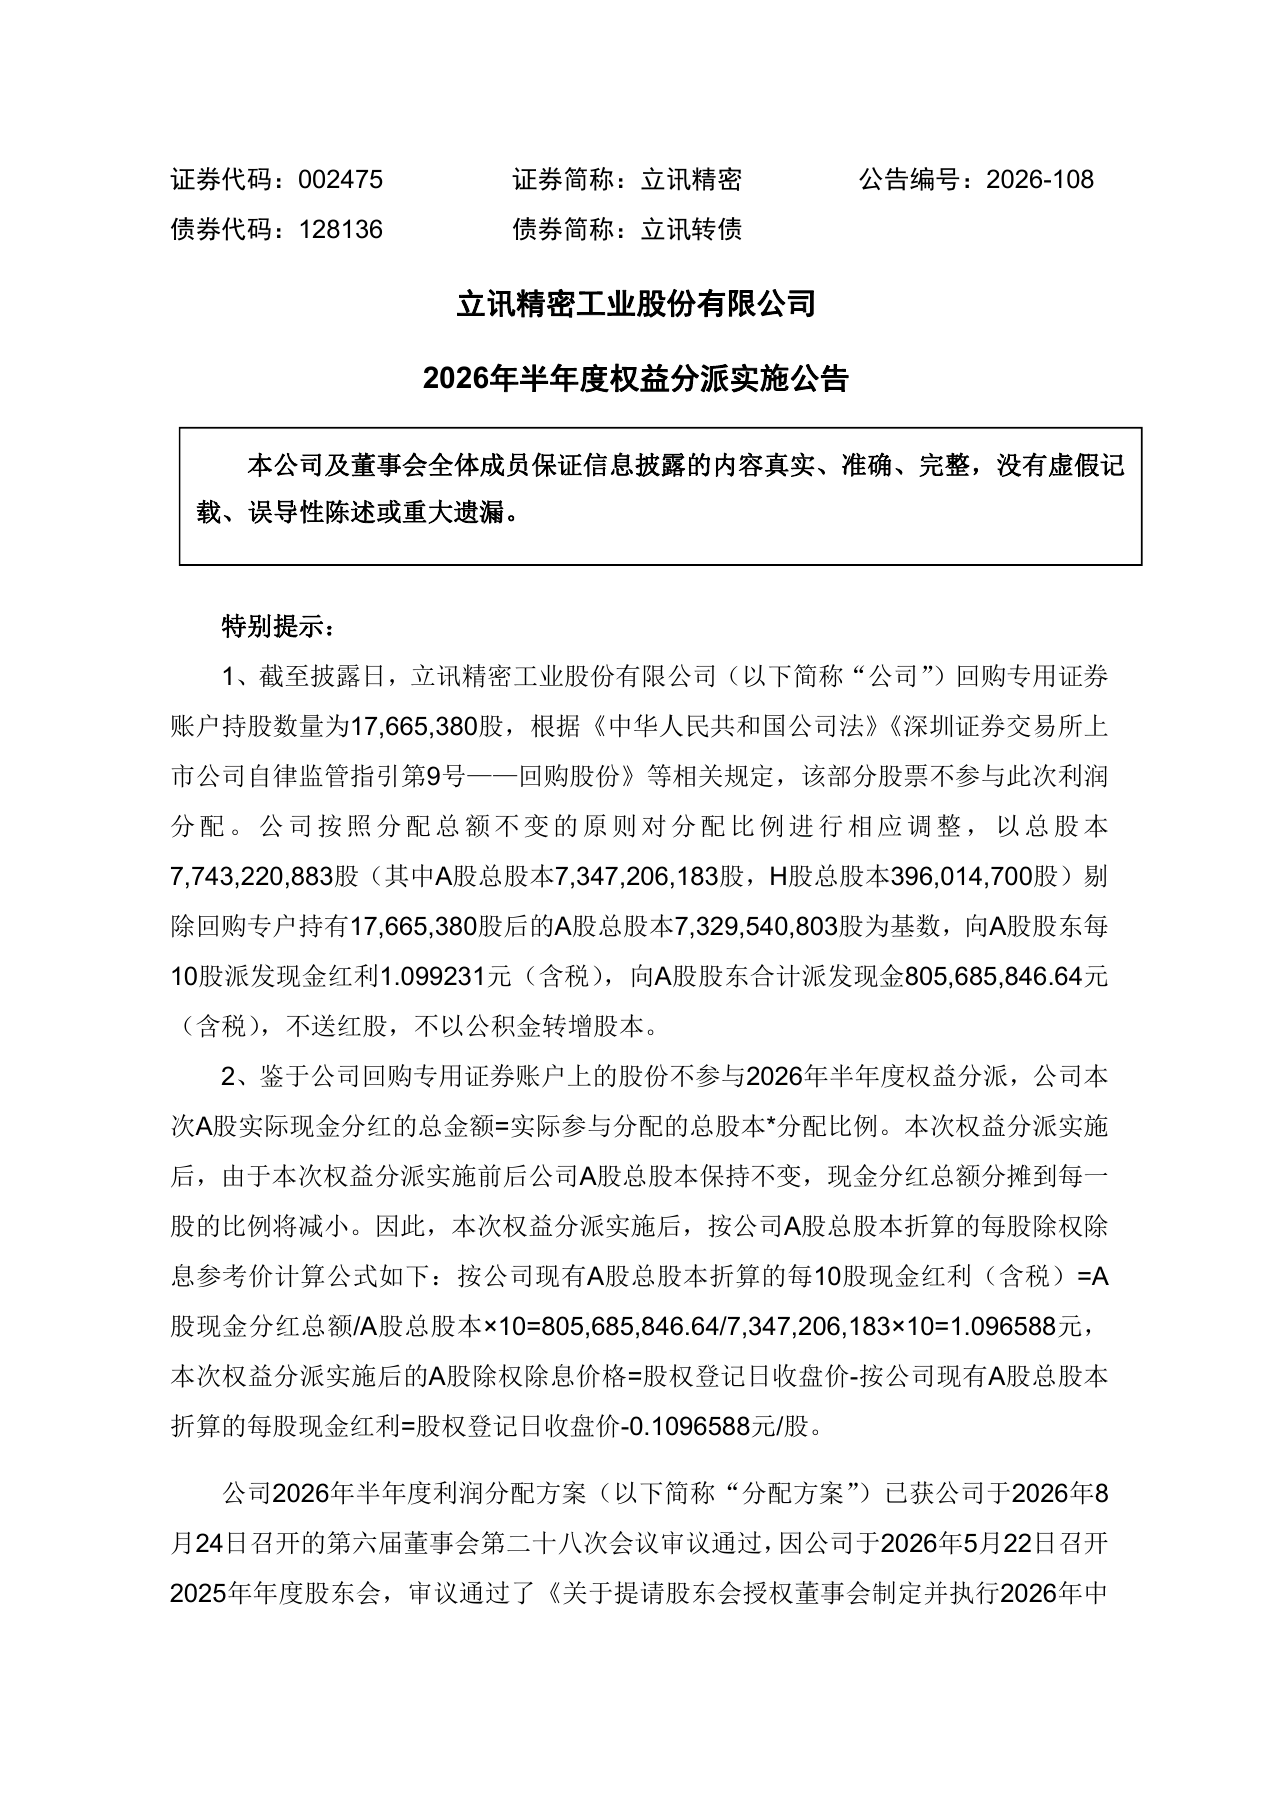 证券代码：002475 证券简称：立讯精密 公告编号：2026-108
债券代码：128136 债券简称：立讯转债
立讯精密工业股份有限公司
2026年半年度权益分派实施公告
本公司及董事会全体成员保证信息披露的内容真实、准确、完整，没有虚假记
载、误导性陈述或重大遗漏。
特别提示：
1、截至披露日，立讯精密工业股份有限公司（以下简称“公司”）回购专用证券
账户持股数量为17,665,380股，根据《中华人民共和国公司法》《深圳证券交易所上
市公司自律监管指引第9号——回购股份》等相关规定，该部分股票不参与此次利润
分配。公司按照分配总额不变的原则对分配比例进行相应调整，以总股本
7,743,220,883股（其中A股总股本7,347,206,183股，H股总股本396,014,700股）剔
除回购专户持有17,665,380股后的A股总股本7,329,540,803股为基数，向A股股东每
10股派发现金红利1.099231元（含税），向A股股东合计派发现金805,685,846.64元
（含税），不送红股，不以公积金转增股本。
2、鉴于公司回购专用证券账户上的股份不参与2026年半年度权益分派，公司本
次A股实际现金分红的总金额=实际参与分配的总股本*分配比例。本次权益分派实施
后，由于本次权益分派实施前后公司A股总股本保持不变，现金分红总额分摊到每一
股的比例将减小。因此，本次权益分派实施后，按公司A股总股本折算的每股除权除
息参考价计算公式如下：按公司现有A股总股本折算的每10股现金红利（含税）=A
股现金分红总额/A股总股本×10=805,685,846.64/7,347,206,183×10=1.096588元，
本次权益分派实施后的A股除权除息价格=股权登记日收盘价-按公司现有A股总股本
折算的每股现金红利=股权登记日收盘价-0.1096588元/股。
公司2026年半年度利润分配方案（以下简称“分配方案”）已获公司于2026年8
月24日召开的第六届董事会第二十八次会议审议通过，因公司于2026年5月22日召开
2025年年度股东会，审议通过了《关于提请股东会授权董事会制定并执行2026年中